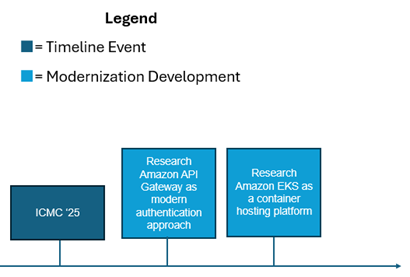 Legend
= Timeline Event
= Modernization Development
ICMC '25
Research
Amazon API
Gateway as
modern
authentication
approach
Research
Amazon EKS as
a container
hosting platform